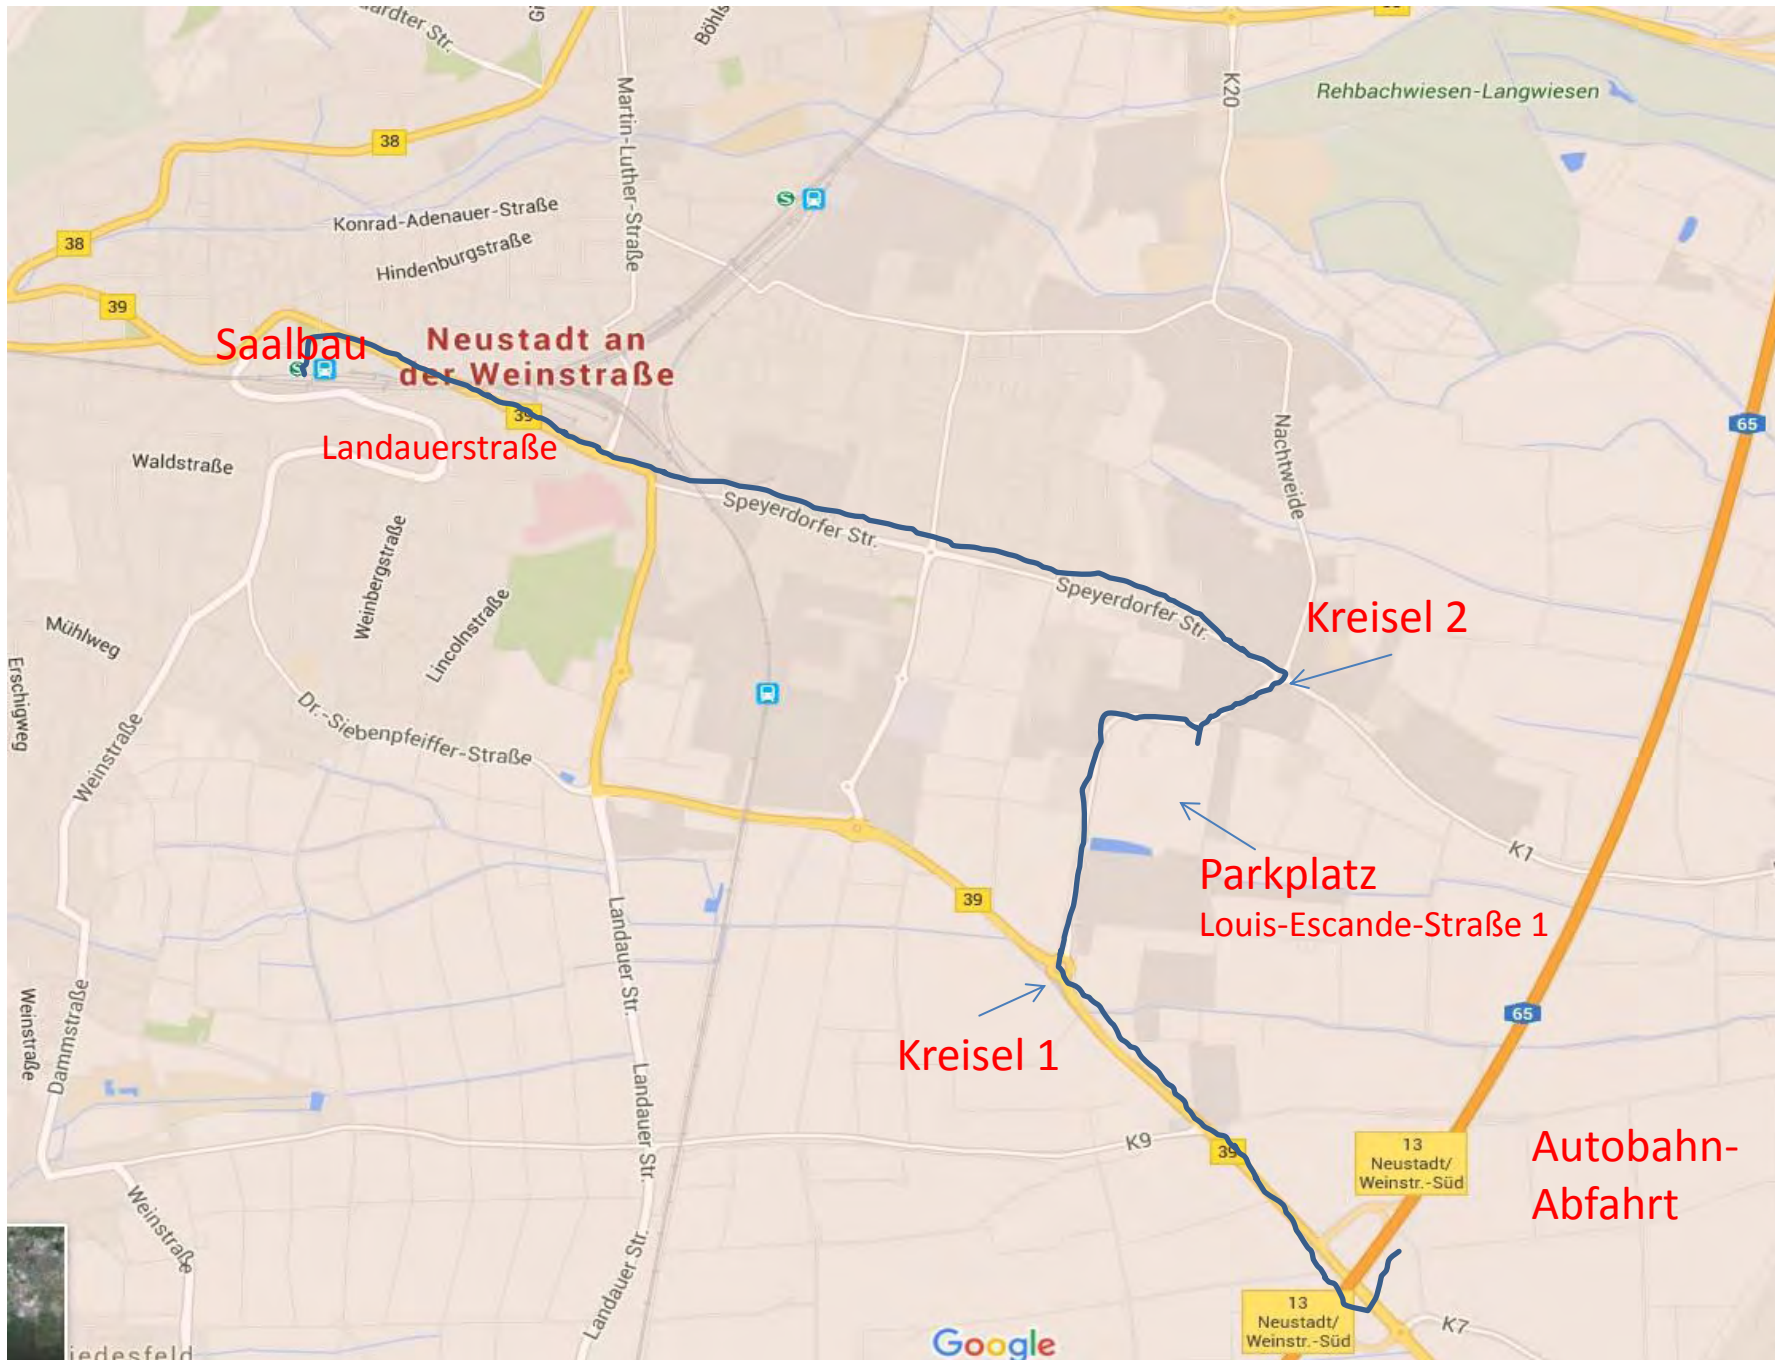 38
K20
Rehbachwiesen-Langwiesen
Martin-Luther-Straße
38
Konrad-Adenauer-Straße
S
38
Hindenburgstraße
39
Saalbau
Neustadt an
der Weinstraße
S
39
Landauerstraße
Waldstraße
65
Nachtweide
Speyerdorfer Str.
Weinbergstraße
Lincolnstraße
Speyerdorfer Str.
Kreisel 2
Mühlweg
Erschigweg
Dr.-Siebenpfeiffer-Straße
Weinstraße
K1
Parkplatz
Louis-Escande-Straße 1
39
Landauer Str.
Weinstraße
Dammstraße
65
Kreisel 1
Landauer Str.
K9
39
13
Neustadt/
Weinstr.-Süd
Autobahn-
Abfahrt
Weinstraße
Landauer Str.
13
Neustadt/
Weinstr.-Süd
K7
Google
iedesfeld